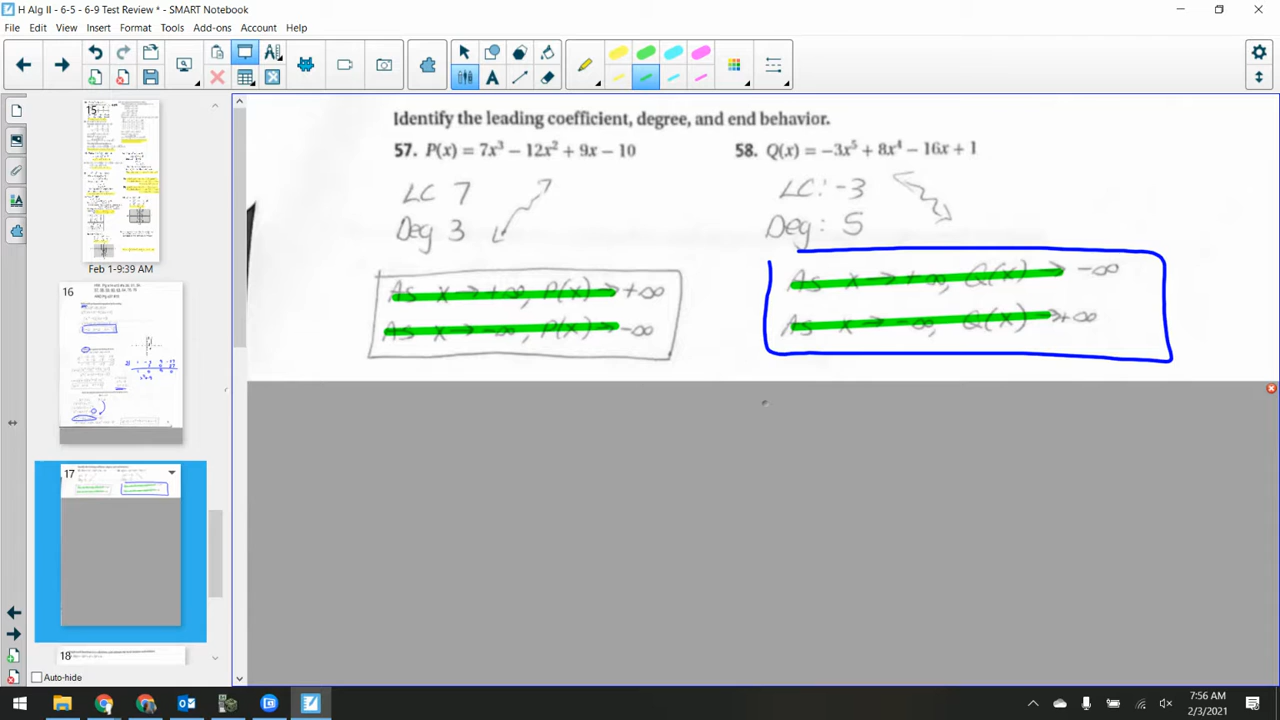 H Alg II - 6-5 - 6-9 Test Review * - SMART Notebook
File Edit View Insert Format Tools Add-ons Account Help
15
Feb 1-9:39 AM
16
17
18
Auto-hide
Identify the leading coefficient, degree, and end behavior.
57. P(x) = 7x³ − 12x² + 9x − 10
LC 7
Deg 3
As x → +∞, P(x) → +∞
As x → -∞, P(x) → -∞
58. Q(x) = −3x⁵ + 8x⁴ − 16x + 1
LC: -3
Deg: 5
As x → +∞, Q(x) → -∞
As x → -∞, Q(x) → +∞
7:56 AM
2/3/2021